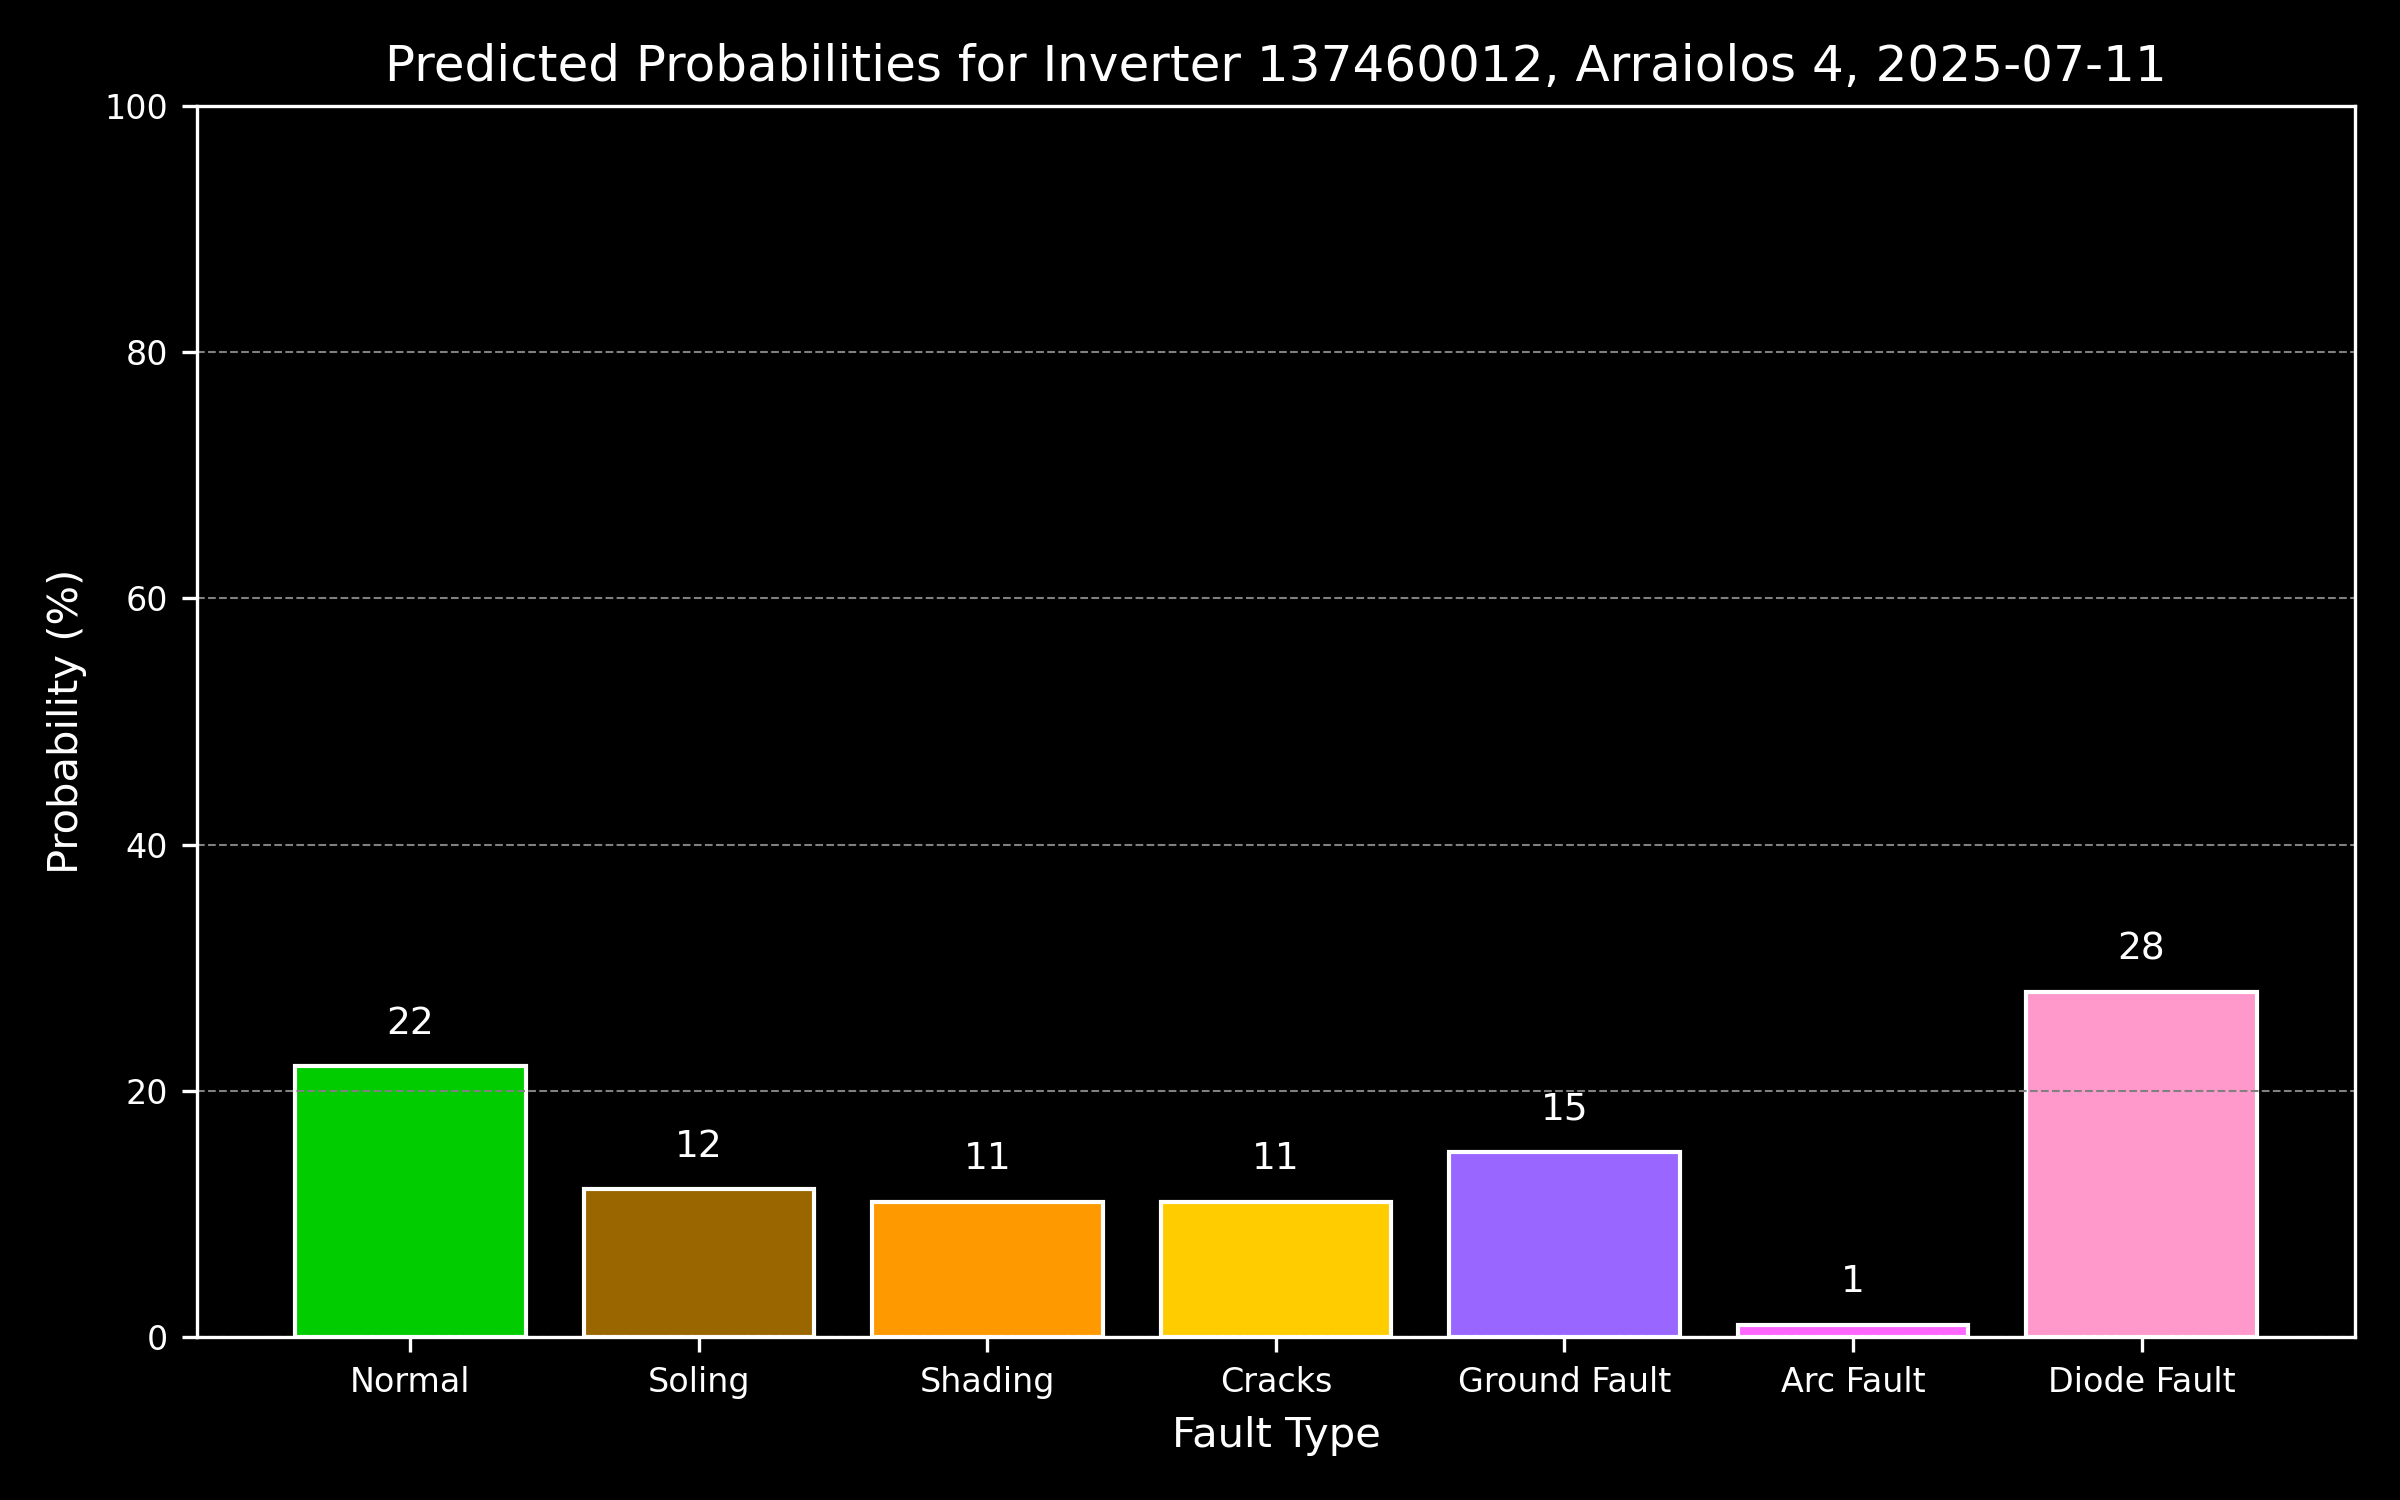 Predicted Probabilities for Inverter 137460012, Arraiolos 4, 2025-07-11
Probability (%)
100
80
60
40
20
0
22
12
11
11
15
1
28
Normal
Soling
Shading
Cracks
Ground Fault
Arc Fault
Diode Fault
Fault Type